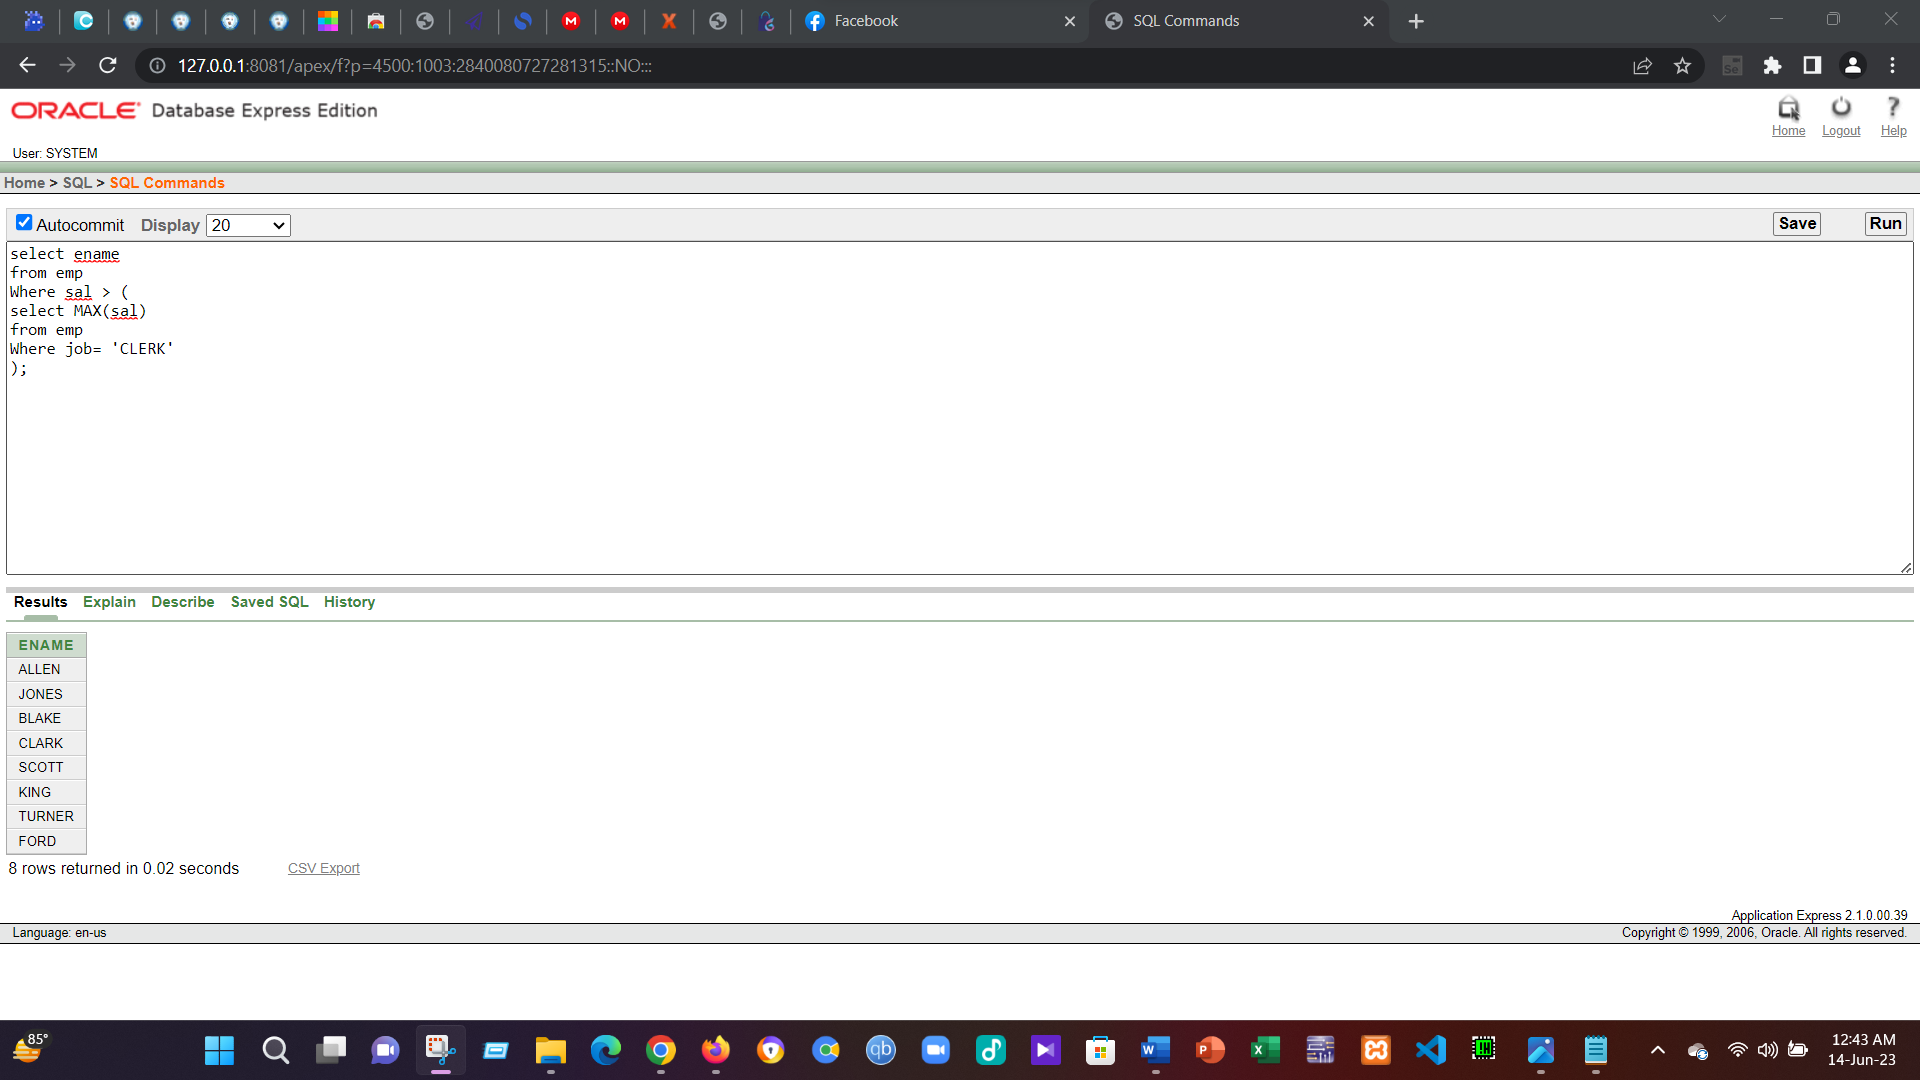 Facebook
SQL Commands
127.0.0.1:8081/apex/f?p=4500:1003:2840080727281315::NO:::
ORACLE Database Express Edition
Home Logout Help
User: SYSTEM
Home > SQL > SQL Commands
Autocommit Display 20 Save Run
select ename
from emp
Where sal > (
select MAX(sal)
from emp
Where job= 'CLERK'
);
Results Explain Describe Saved SQL History
ENAME
ALLEN
JONES
BLAKE
CLARK
SCOTT
KING
TURNER
FORD
8 rows returned in 0.02 seconds CSV Export
Application Express 2.1.0.00.39
Language: en-us Copyright © 1999, 2006, Oracle. All rights reserved.
85°
12:43 AM
14-Jun-23